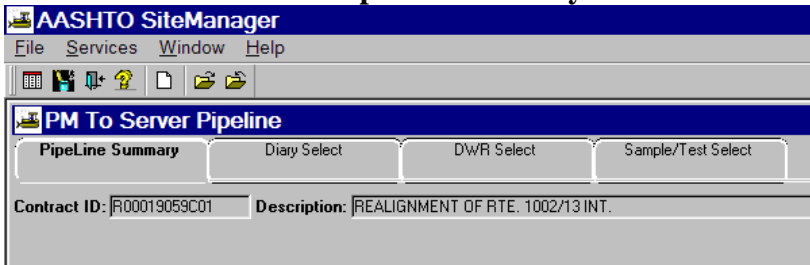 AASHTO SiteManager
File Services Window Help
PM To Server Pipeline
PipeLine Summary Diary Select DWR Select Sample/Test Select
Contract ID: R00019059C01 Description: REALIGNMENT OF RTE. 1002/13 INT.